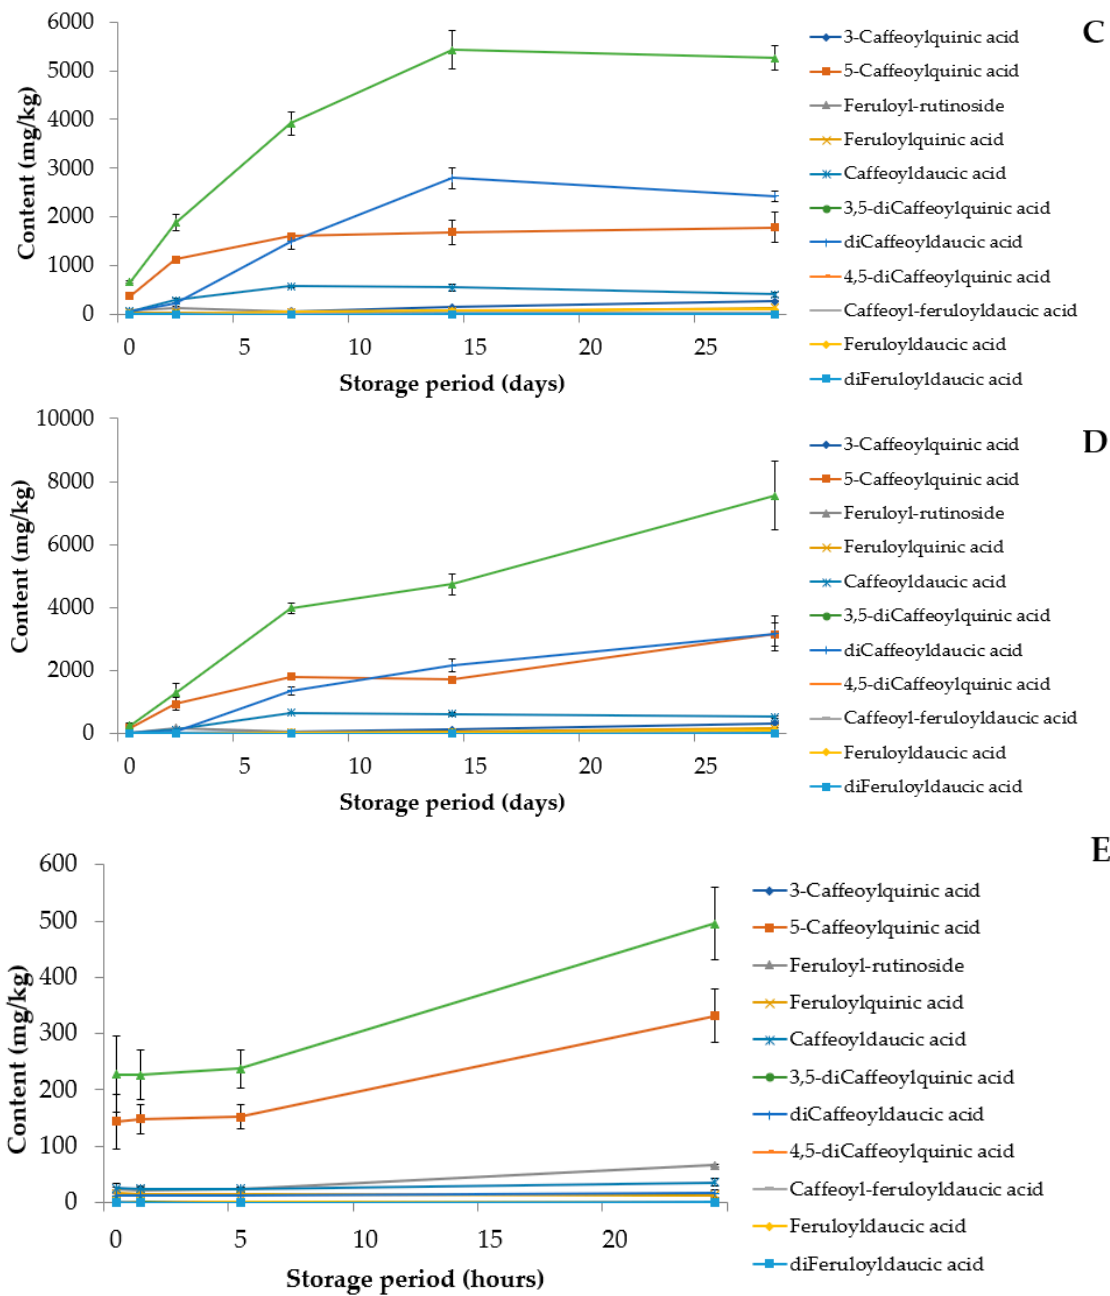 C
Content (mg/kg)
6000
5000
4000
3000
2000
1000
0
0 5 10 15 20 25
Storage period (days)
3-Caffeoylquinic acid
5-Caffeoylquinic acid
Feruloyl-rutinoside
Feruloylquinic acid
Caffeoyldaucic acid
3,5-diCaffeoylquinic acid
diCaffeoyldaucic acid
4,5-diCaffeoylquinic acid
Caffeoyl-feruloyldaucic acid
Feruloyldaucic acid
diFeruloyldaucic acid
D
Content (mg/kg)
10000
8000
6000
4000
2000
0
0 5 10 15 20 25
Storage period (days)
3-Caffeoylquinic acid
5-Caffeoylquinic acid
Feruloyl-rutinoside
Feruloylquinic acid
Caffeoyldaucic acid
3,5-diCaffeoylquinic acid
diCaffeoyldaucic acid
4,5-diCaffeoylquinic acid
Caffeoyl-feruloyldaucic acid
Feruloyldaucic acid
diFeruloyldaucic acid
E
Content (mg/kg)
600
500
400
300
200
100
0
0 5 10 15 20
Storage period (hours)
3-Caffeoylquinic acid
5-Caffeoylquinic acid
Feruloyl-rutinoside
Feruloylquinic acid
Caffeoyldaucic acid
3,5-diCaffeoylquinic acid
diCaffeoyldaucic acid
4,5-diCaffeoylquinic acid
Caffeoyl-feruloyldaucic acid
Feruloyldaucic acid
diFeruloyldaucic acid